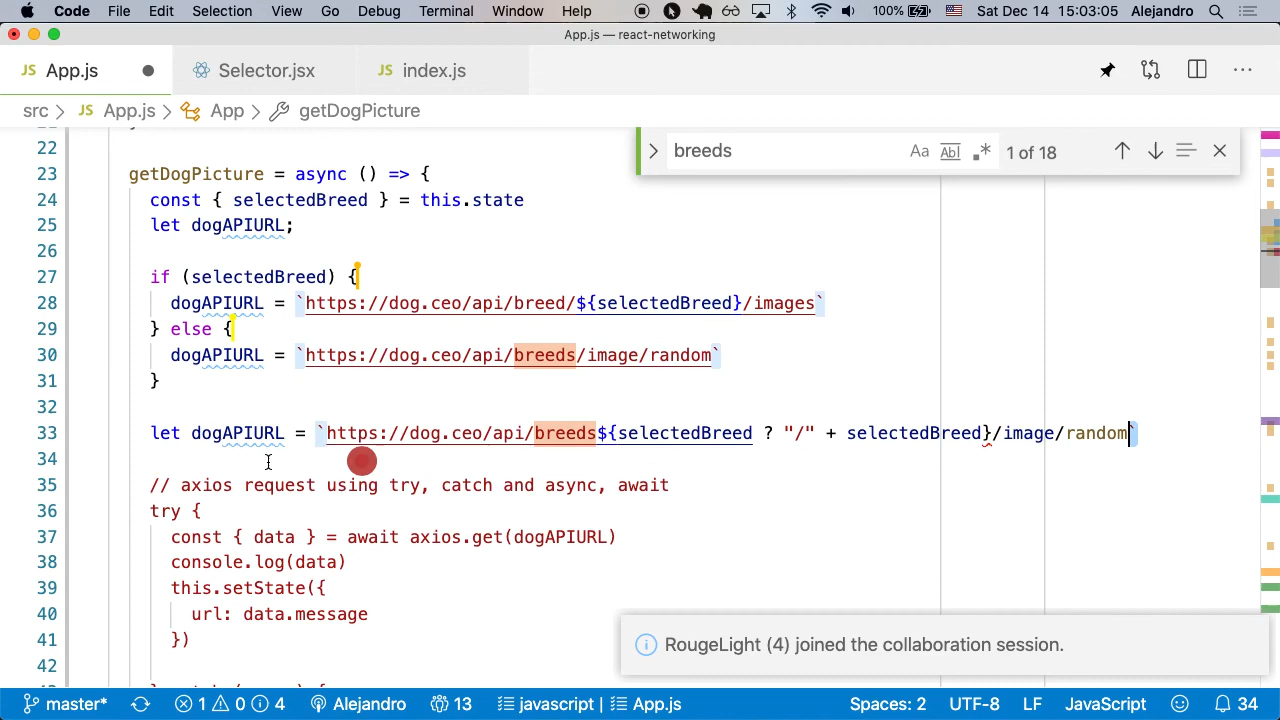 Code File Edit Selection View Go Debug Terminal Window Help 100% Sat Dec 14 15:03:05 Alejandro
App.js — react-networking
JS App.js Selector.jsx JS index.js
src > JS App.js > App > getDogPicture
breeds Aa Abl .* 1 of 18
22
23 getDogPicture = async () => {
24 const { selectedBreed } = this.state
25 let dogAPIURL;
26
27 if (selectedBreed) {
28 dogAPIURL = `https://dog.ceo/api/breed/${selectedBreed}/images`
29 } else {
30 dogAPIURL = `https://dog.ceo/api/breeds/image/random`
31 }
32
33 let dogAPIURL = `https://dog.ceo/api/breeds${selectedBreed ? "/" + selectedBreed}/image/random`
34
35 // axios request using try, catch and async, await
36 try {
37 const { data } = await axios.get(dogAPIURL)
38 console.log(data)
39 this.setState({
40 url: data.message
41 })
42
RougeLight (4) joined the collaboration session.
master* 1 0 4 Alejandro 13 javascript | App.js Spaces: 2 UTF-8 LF JavaScript 34